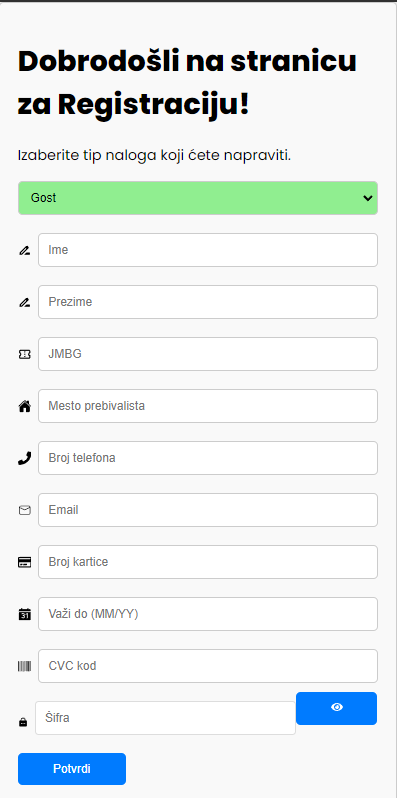 Dobrodošli na stranicu
za Registraciju!
Izaberite tip naloga koji ćete napraviti.
Gost
Ime
Prezime
JMBG
Mesto prebivalista
Broj telefona
Email
Broj kartice
31
Važi do (MM/YY)
CVC kod
Šifra
Potvrdi